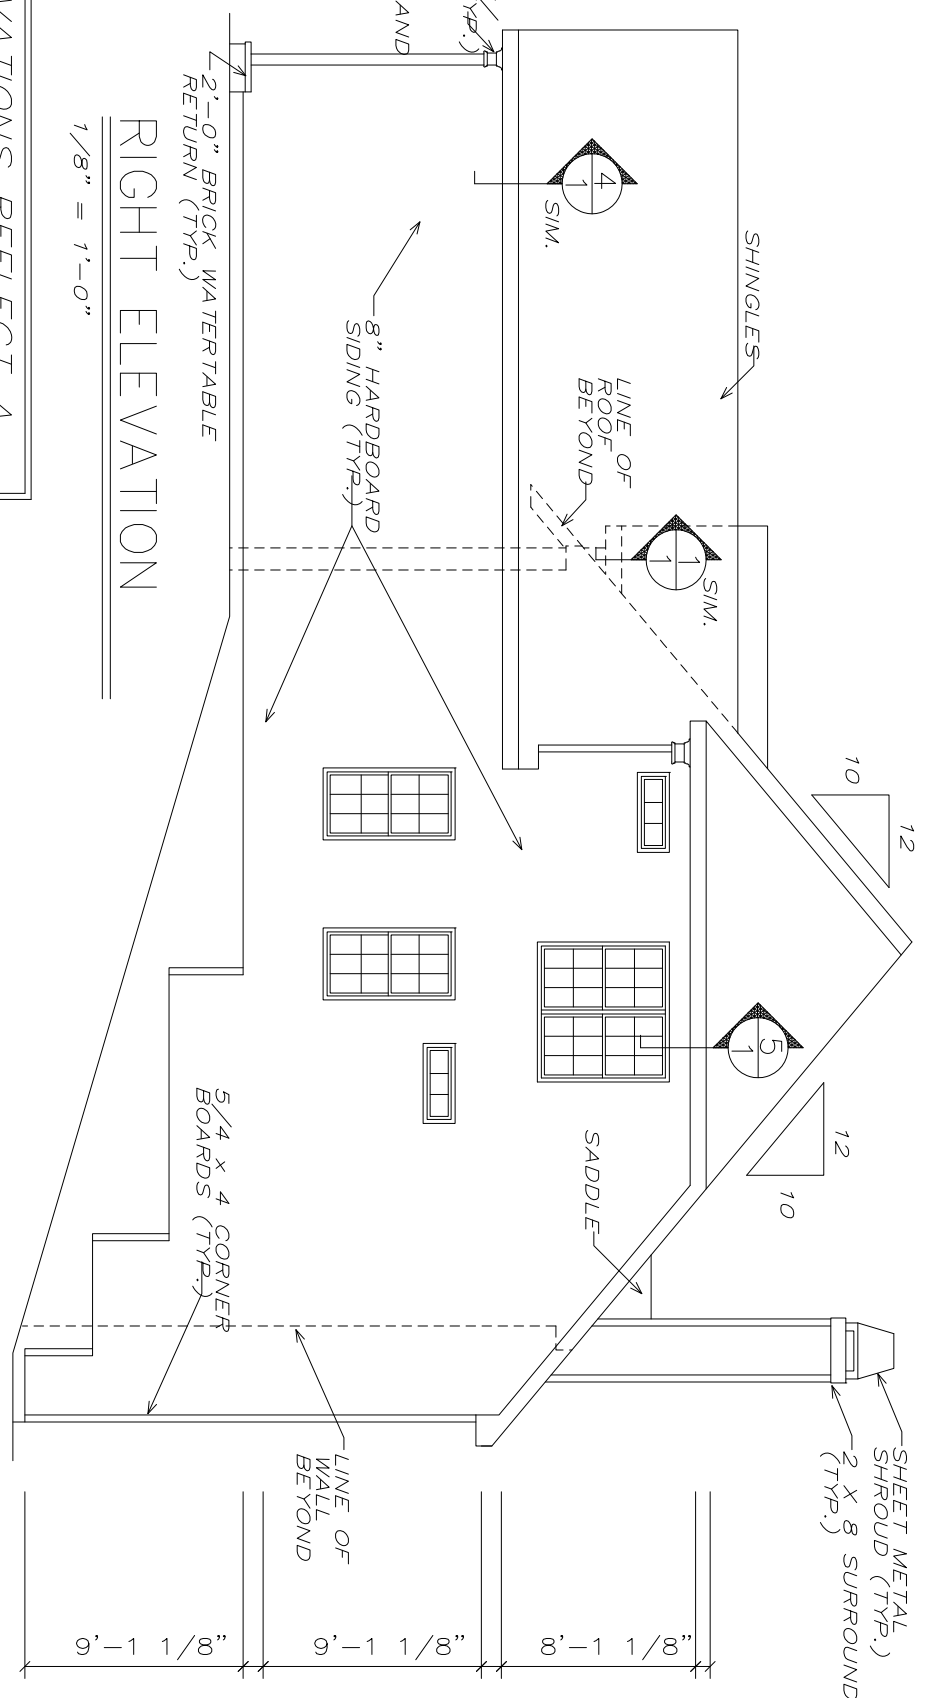 SHEET METAL
SHROUD (TYP.)
2 X 8 SURROUND
(TYP.)
12
10
12
10
SHINGLES
5
1
1
1
SIM.
4
1
SIM.
LINE OF
ROOF
BEYOND
SADDLE
YP.)
AND
8" HARDBOARD
SIDING (TYP.)
LINE OF
WALL
BEYOND
5/4 x 4 CORNER
BOARDS (TYP.)
2'-0" BRICK WATERTABLE
RETURN (TYP.)
8'-1 1/8"
9'-1 1/8"
9'-1 1/8"
RIGHT ELEVATION
1/8" = 1'-0"
VATIONS REFLECT A